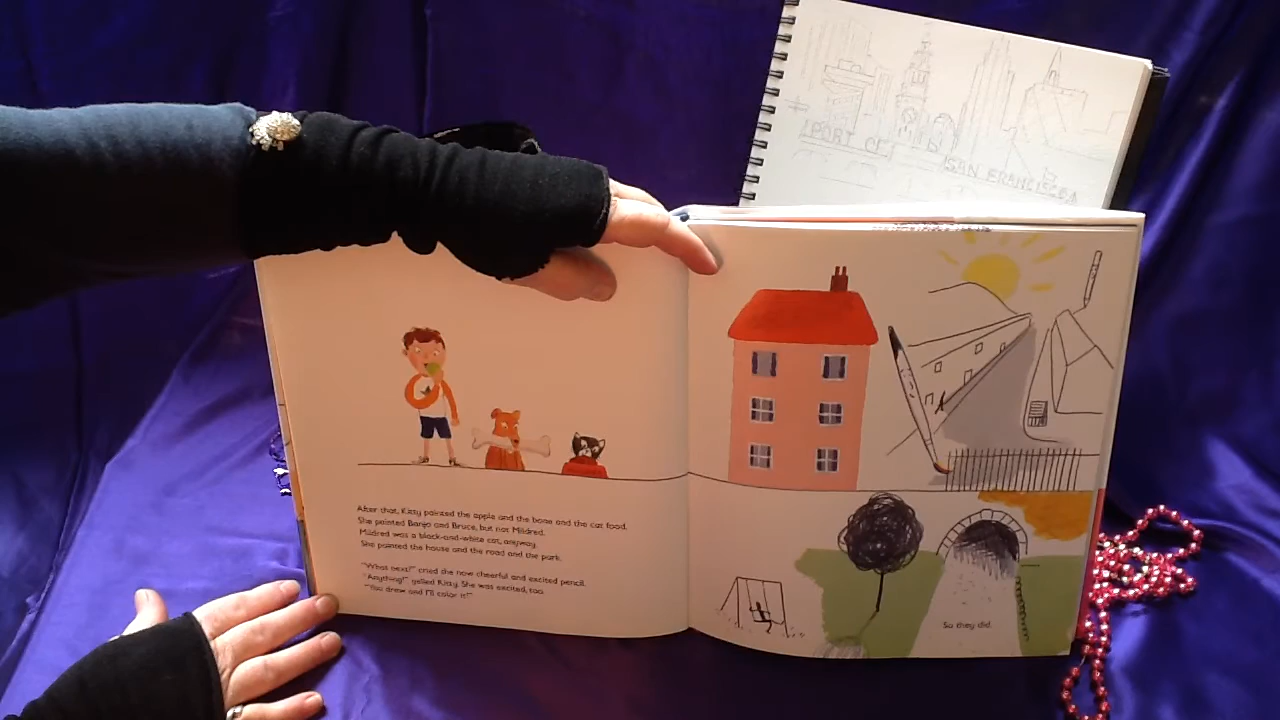 PORT OF
SAN FRANCISCO
After that, Kitty painted the apple and the bone and the cat food.
She painted Banjo and Bruce, but not Mildred.
Mildred was a black-and-white cat, anyway.
She painted the house and the road and the park.
"What next?" cried the now cheerful and excited pencil.
"Anything!" yelled Kitty. She was excited, too.
"You draw and I'll color it!"
So they did.